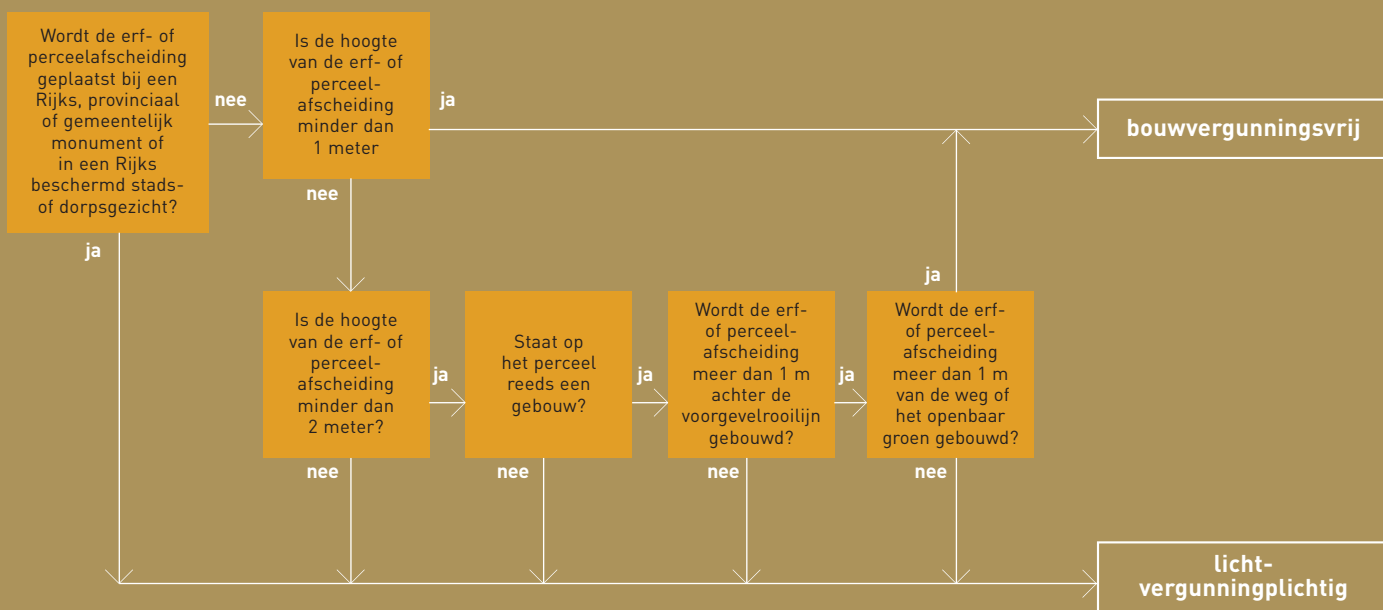 Wordt de erf- of
perceelafscheiding
geplaatst bij een
Rijks, provinciaal
of gemeentelijk
monument of
in een Rijks
beschermd stads-
of dorpsgezicht?
nee
ja
Is de hoogte
van de erf- of
perceel-
afscheiding
minder dan
1 meter
ja
nee
bouwvergunningsvrij
Is de hoogte
van de erf- of
perceel-
afscheiding
minder dan
2 meter?
ja
nee
Staat op
het perceel
reeds een
gebouw?
ja
nee
Wordt de erf-
of perceel-
afscheiding
meer dan 1 m
achter de
voorgevelrooilijn
gebouwd?
ja
nee
ja
Wordt de erf-
of perceel-
afscheiding
meer dan 1 m
van de weg of
het openbaar
groen gebouwd?
nee
licht-
vergunningplichtig